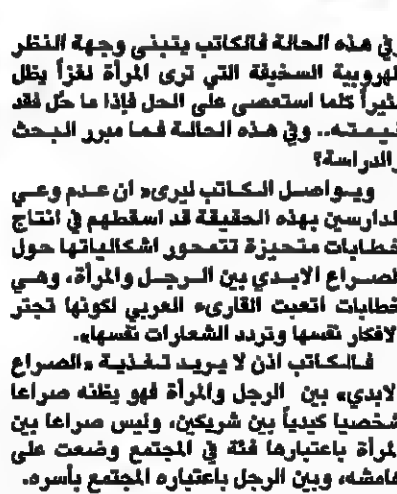 وفي هذه الحالة فالكاتب يتبنى وجهة النظر
الهروبية السخيفة التي ترى المرأة لغزاً يظل
مثيراً كلما استعصى على الحل فإذا ما حُل فقد
قيمته.. وفي هذه الحالة فما مبرر البحث
والدراسة؟
ويواصل الكاتب ليرى« ان عدم وعي
الدارسين بهذه الحقيقة قد اسقطهم في انتاج
خطابات متحيزة تتمحور اشكالياتها حول
الصراع الابدي بين الرجل والمرأة، وهي
خطابات اتعبت القارىء العربي لكونها تجتر
الافكار نفسها وتردد الشعارات نفسها».
فالكاتب اذن لا يريد تغذية «الصراع
الابدي» بين الرجل والمرأة فهو يظنه صراعا
شخصيا كيدياً بين شريكين، وليس صراعا بين
المرأة باعتبارها فئة في المجتمع وضعت على
هامشه، وبين الرجل باعتباره المجتمع بأسره.